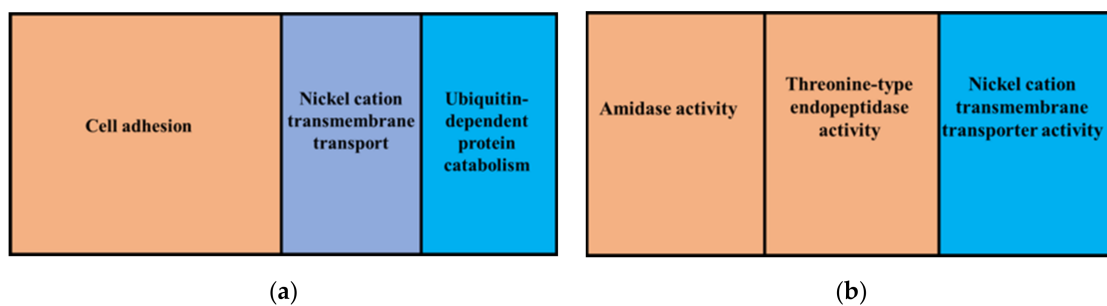 Cell adhesion
Nickel cation
transmembrane
transport
Ubiquitin-
dependent
protein
catabolism
(a)
Amidase activity
Threonine-type
endopeptidase
activity
Nickel cation
transmembrane
transporter activity
(b)